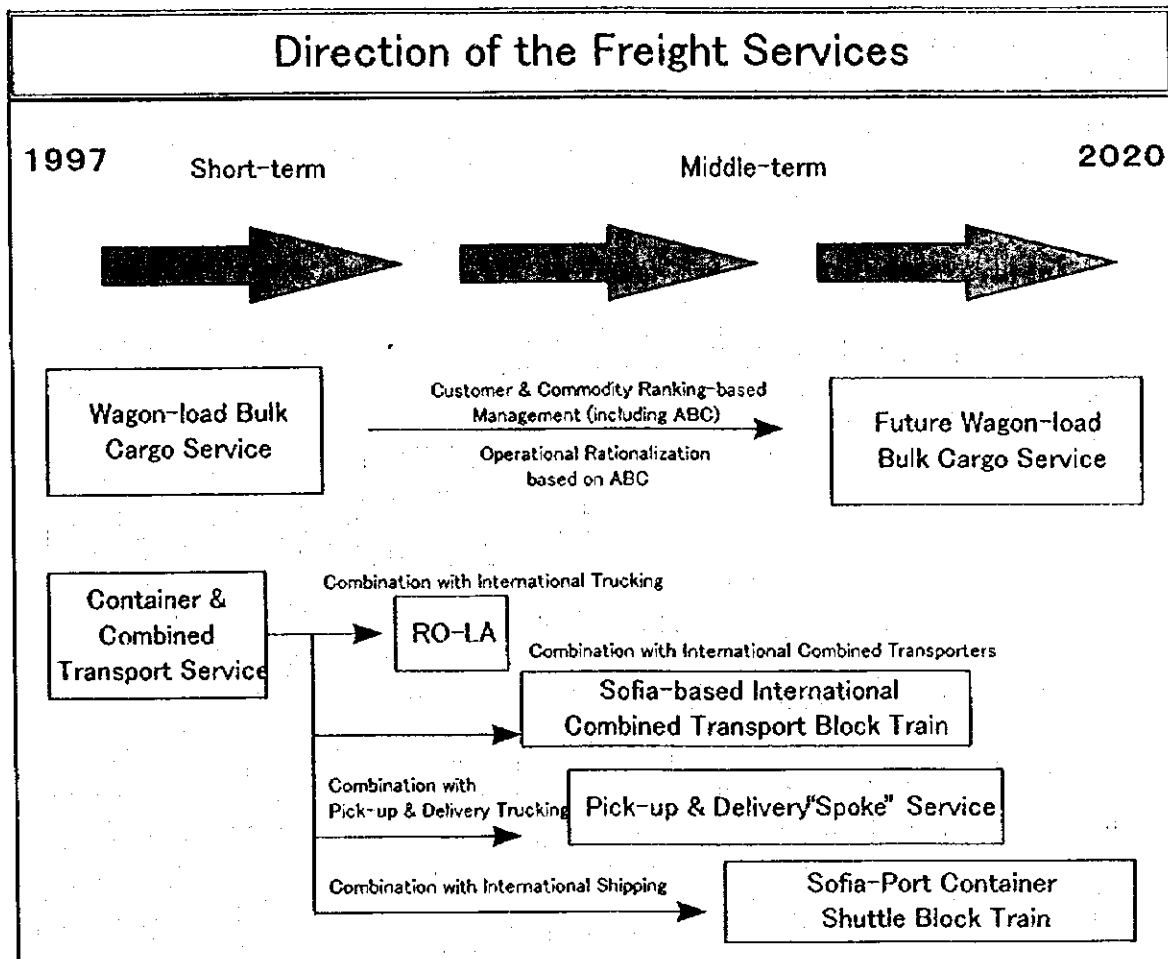 Direction of the Freight Services
1997
Short-term
Middle-term
2020
Wagon-load Bulk
Cargo Service
Customer & Commodity Ranking-based
Management (including ABC)
Operational Rationalization
based on ABC
Future Wagon-load
Bulk Cargo Service
Container &
Combined
Transport Service
Combination with International Trucking
RO-LA
Combination with International Combined Transporters
Sofia-based International
Combined Transport Block Train
Combination with
Pick-up & Delivery Trucking
Pick-up & Delivery"Spoke" Service
Combination with International Shipping
Sofia-Port Container
Shuttle Block Train